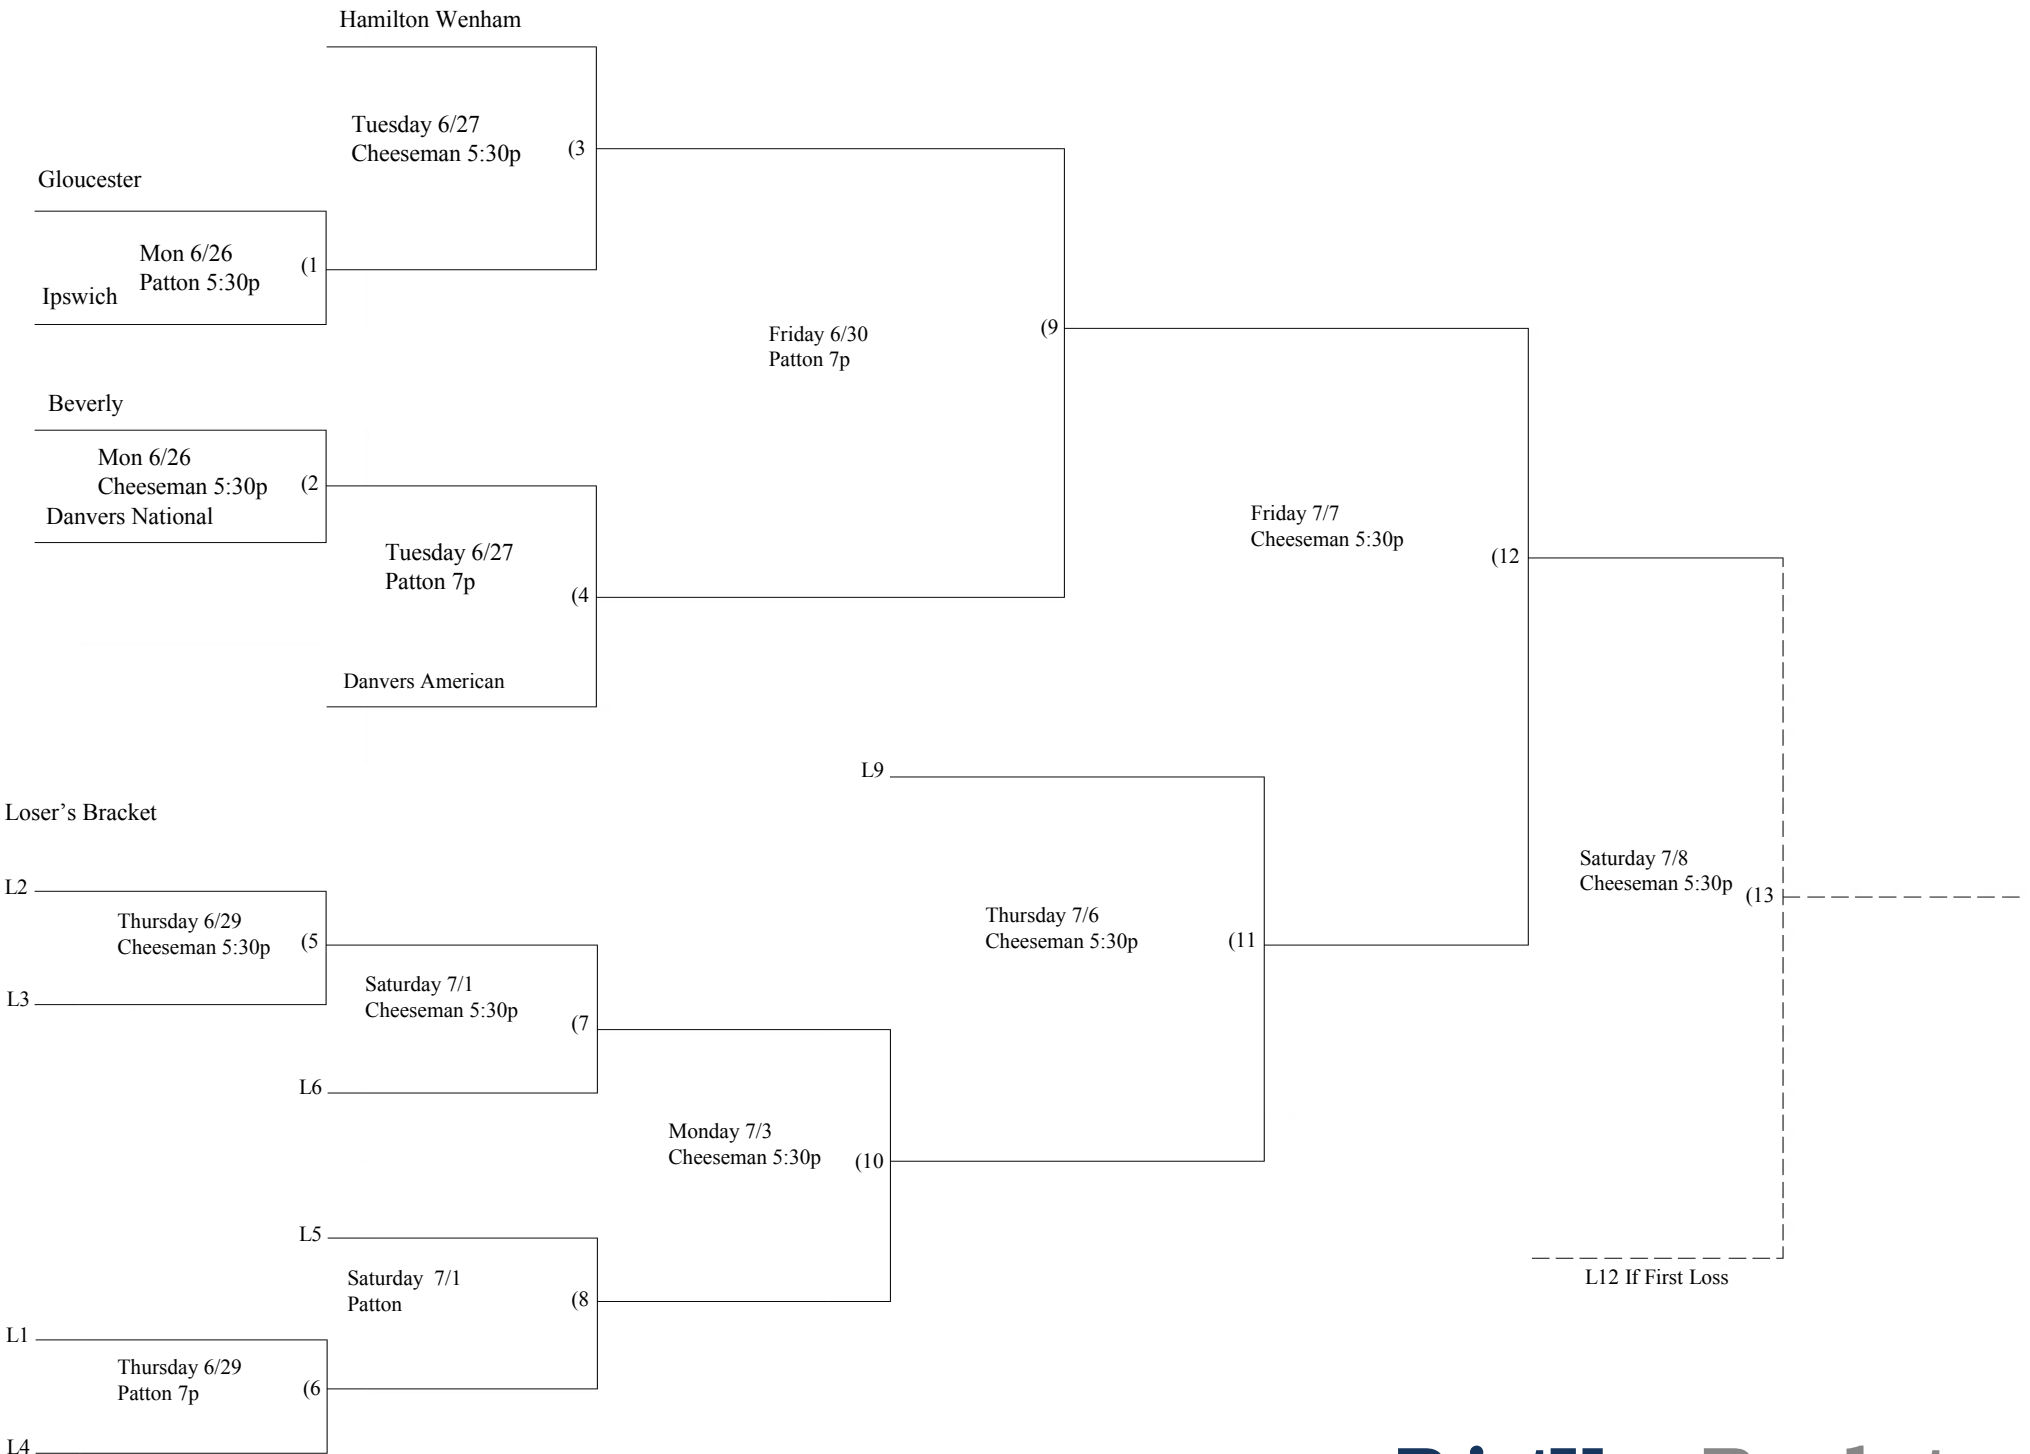 Hamilton Wenham
Tuesday 6/27
Cheeseman 5:30p
(3
Gloucester
Mon 6/26
Patton 5:30p
(1
Ipswich
Friday 6/30
Patton 7p
(9
Beverly
Mon 6/26
Cheeseman 5:30p
(2
Danvers National
Tuesday 6/27
Patton 7p
(4
Danvers American
Friday 7/7
Cheeseman 5:30p
(12
L9
Loser’s Bracket
L2
Thursday 6/29
Cheeseman 5:30p
(5
L3
Saturday 7/1
Cheeseman 5:30p
(7
L6
Thursday 7/6
Cheeseman 5:30p
(11
Saturday 7/8
Cheeseman 5:30p
(13
Monday 7/3
Cheeseman 5:30p
(10
L5
Saturday 7/1
Patton
(8
L12 If First Loss
L1
Thursday 6/29
Patton 7p
(6
L4